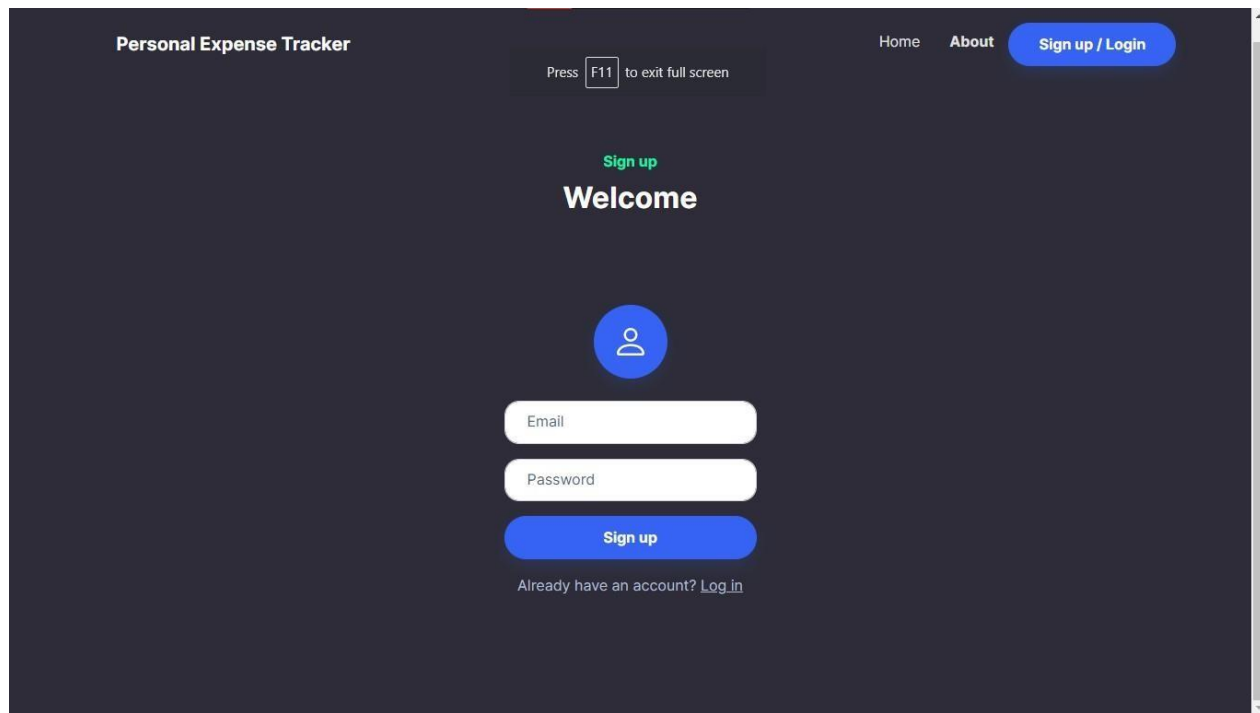 Personal Expense Tracker
Home About Sign up / Login
Press F11 to exit full screen
Sign up
Welcome
Email
Password
Sign up
Already have an account? Log in